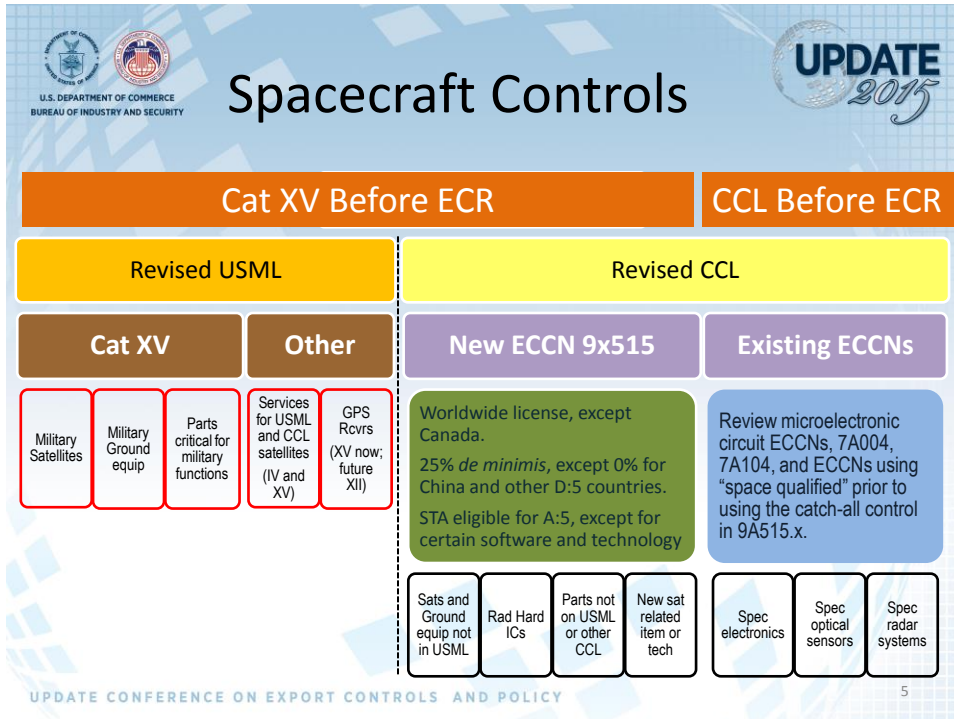 U.S. DEPARTMENT OF COMMERCE
BUREAU OF INDUSTRY AND SECURITY
Spacecraft Controls
UPDATE
2015
Cat XV Before ECR
CCL Before ECR
Revised USML
Revised CCL
Cat XV
Other
New ECCN 9x515
Existing ECCNs
Military
Satellites
Military
Ground
equip
Parts
critical for
military
functions
Services
for USML
and CCL
satellites
(IV and
XV)
GPS
Rcvrs
(XV now;
future
XII)
Worldwide license, except
Canada.
25% de minimis, except 0% for
China and other D:5 countries.
STA eligible for A:5, except for
certain software and technology
Review microelectronic
circuit ECCNs, 7A004,
7A104, and ECCNs using
“space qualified” prior to
using the catch-all control
in 9A515.x.
Sats and
Ground
equip not
in USML
Rad Hard
ICs
Parts not
on USML
or other
CCL
New sat
related
item or
tech
Spec
electronics
Spec
optical
sensors
Spec
radar
systems
UPDATE CONFERENCE ON EXPORT CONTROLS AND POLICY
5